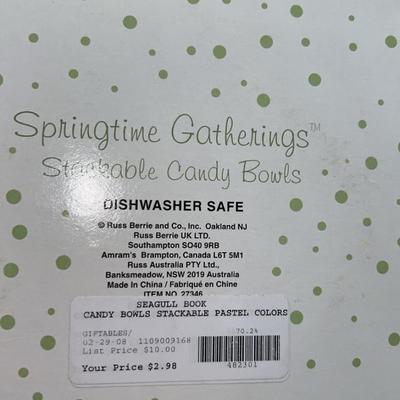 Springtime Gatherings™
Stackable Candy Bowls
DISHWASHER SAFE
© Russ Berrie and Co., Inc. Oakland NJ
Russ Berrie UK LTD.
Southampton SO40 9RB
Amram's Brampton, Canada L6T 5M1
Russ Australia PTY Ltd.,
Banksmeadow, NSW 2019 Australia
Made In China / Fabriqué en Chine
ITEM NO. 27346
SEAGULL BOOK
CANDY BOWLS STACKABLE PASTEL COLORS
GIFTABLES/ 70.2%
02-29-08 1109009168
List Price $10.00
Your Price $2.98 482301